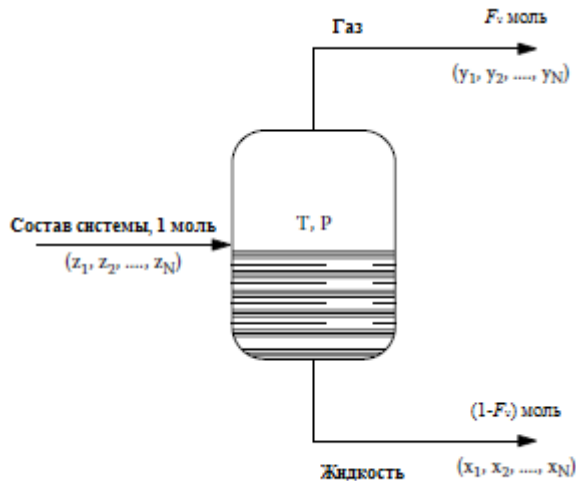 Газ
Fᵥ моль
(y₁, y₂, ...., y_N)
Состав системы, 1 моль
(z₁, z₂, ...., z_N)
T, P
(1-Fᵥ) моль
(x₁, x₂, ...., x_N)
Жидкость